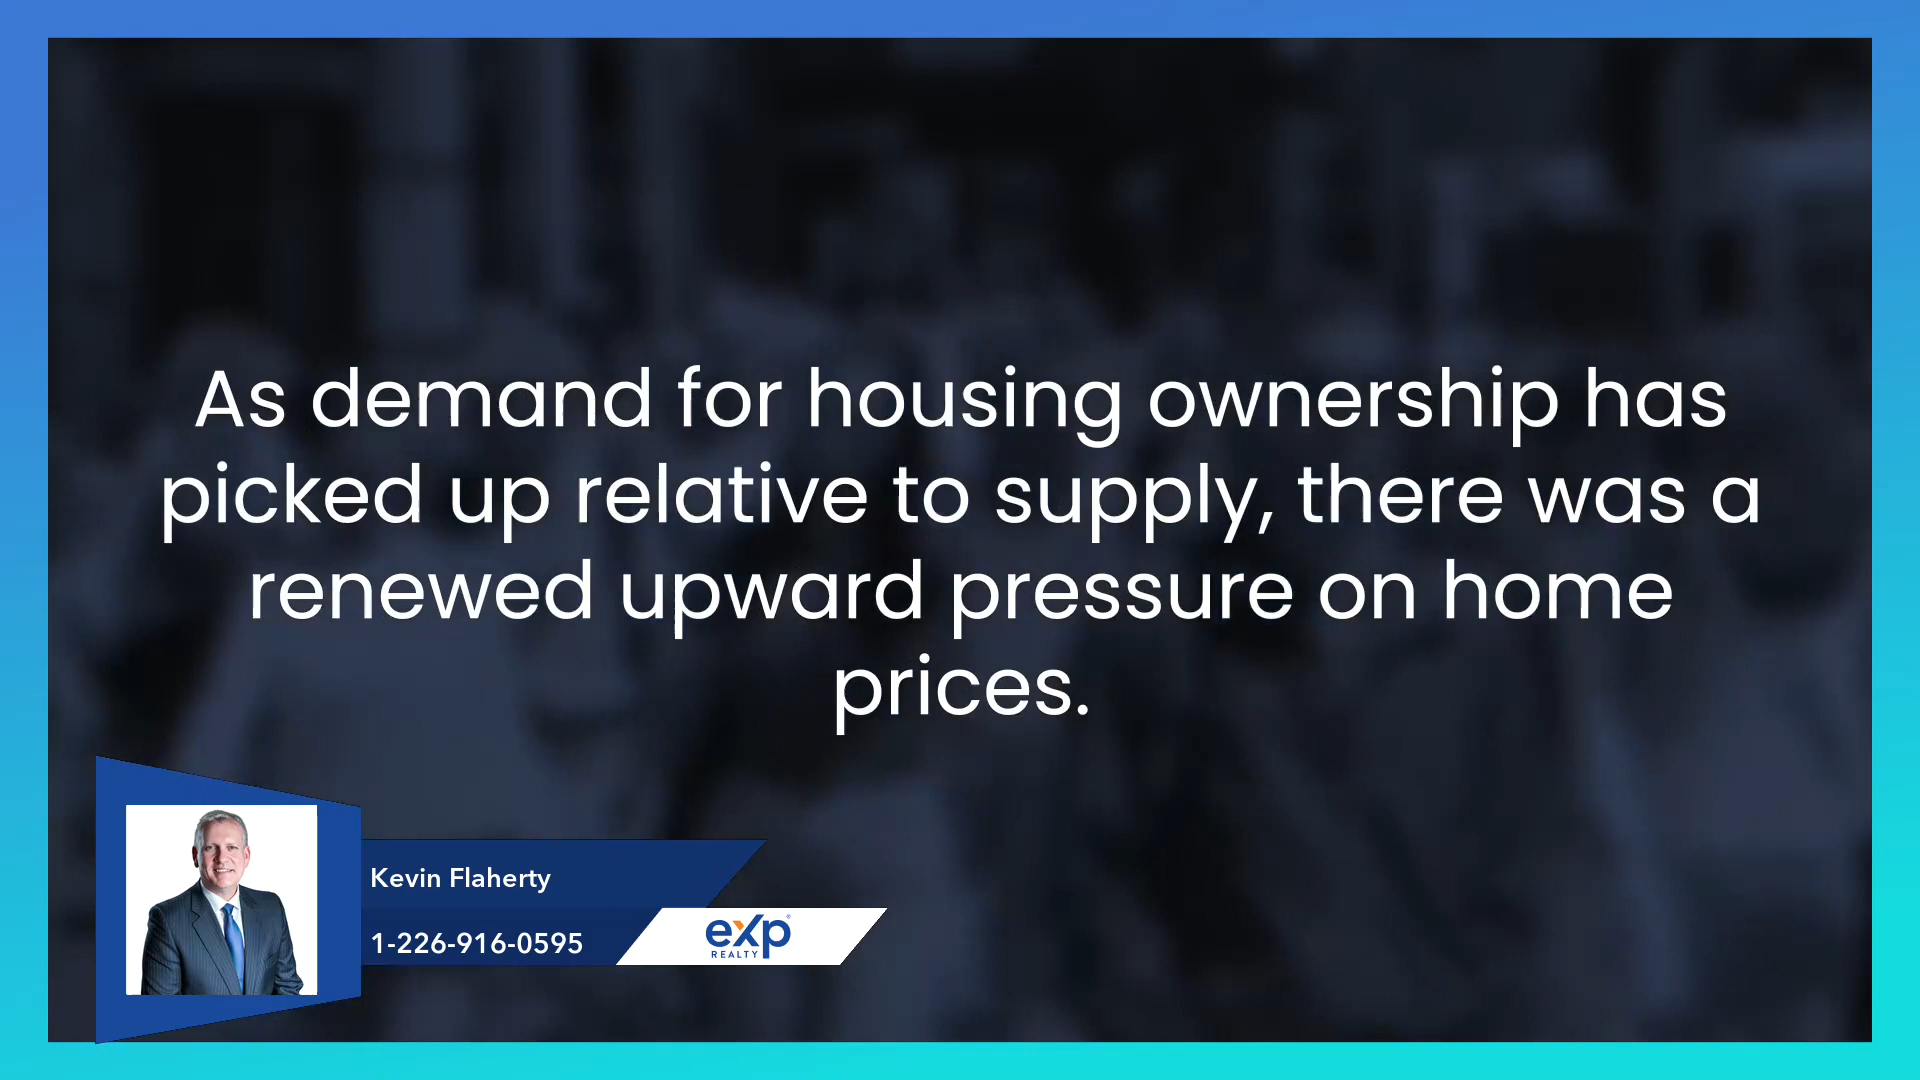 As demand for housing ownership has
picked up relative to supply, there was a
renewed upward pressure on home
prices.
Kevin Flaherty
1-226-916-0595
eXp
REALTY